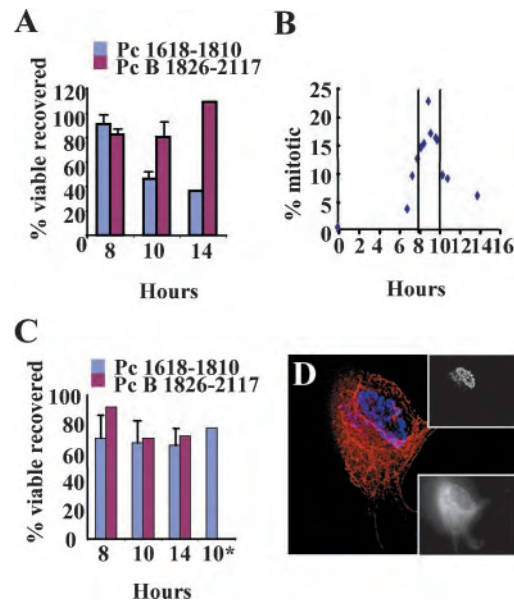 A
Pc 1618-1810
Pc B 1826-2117
% viable recovered
120
100
80
60
40
20
0
8 10 14
Hours
B
% mitotic
25
20
15
10
5
0
0 2 4 6 8 10 12 14 16
Hours
C
Pc 1618-1810
Pc B 1826-2117
% viable recovered
100
80
60
40
20
0
8 10 14 10*
Hours
D